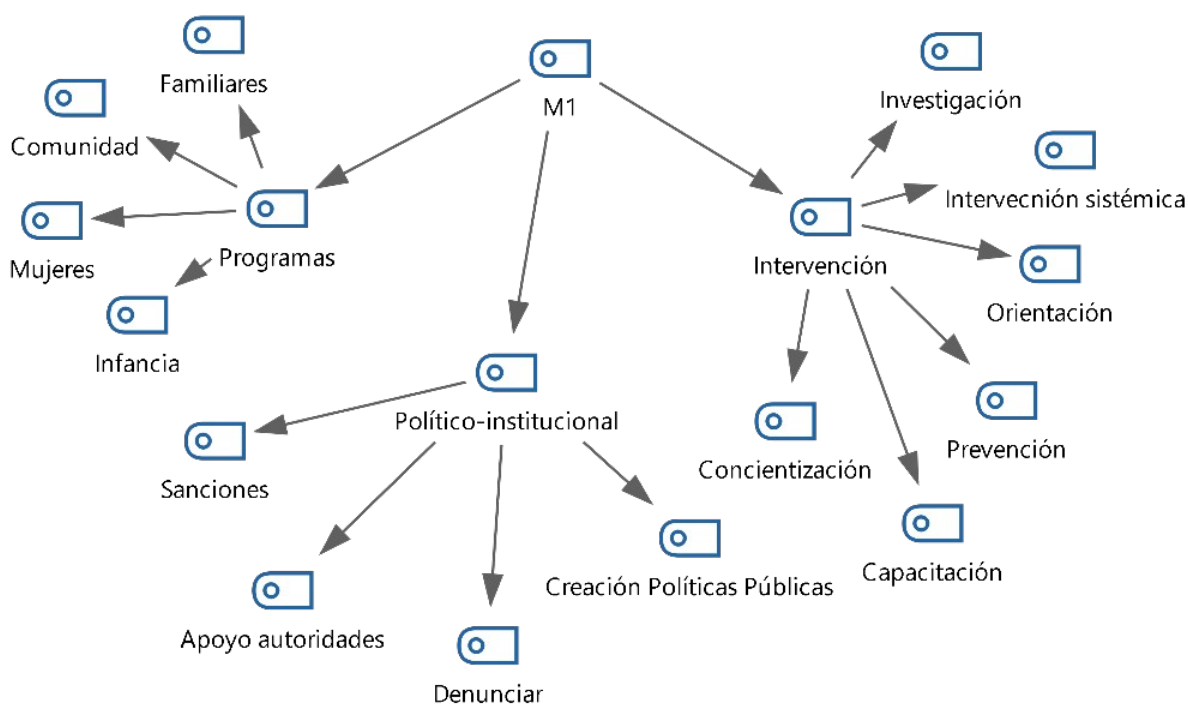 M1
Familiares
Comunidad
Mujeres
Programas
Infancia
Investigación
Intervecnión sistémica
Intervención
Orientación
Prevención
Concientización
Capacitación
Político-institucional
Sanciones
Creación Políticas Públicas
Apoyo autoridades
Denunciar